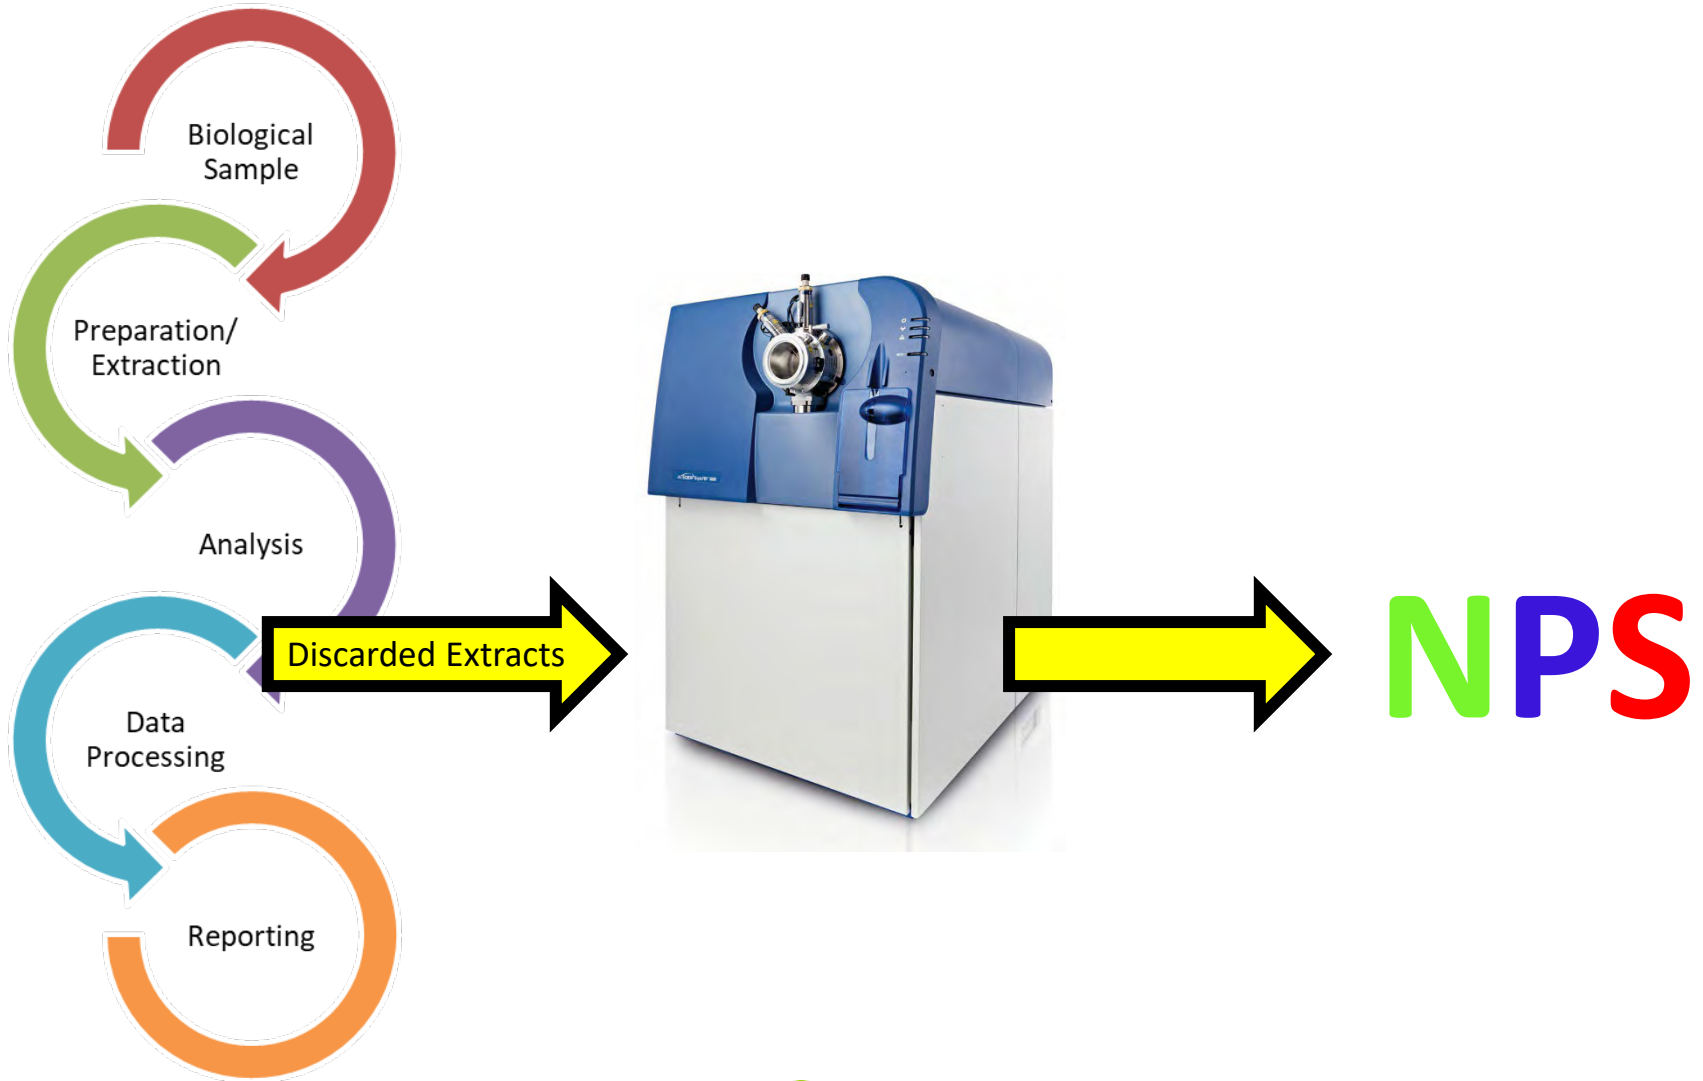 Biological
Sample
Preparation/
Extraction
Analysis
Discarded Extracts
NPS
Data
Processing
Reporting